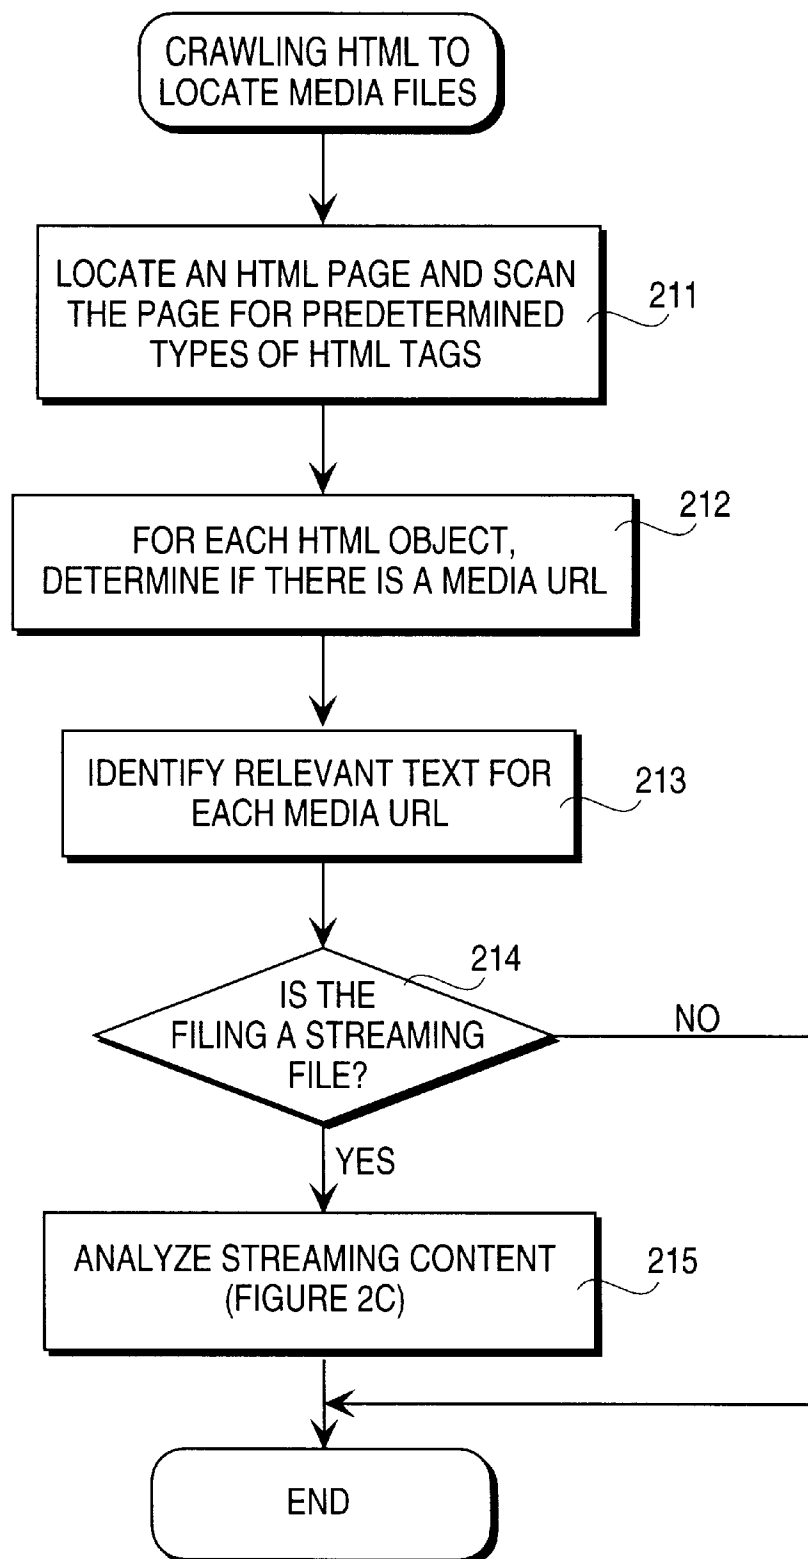 CRAWLING HTML TO
LOCATE MEDIA FILES
LOCATE AN HTML PAGE AND SCAN
THE PAGE FOR PREDETERMINED
TYPES OF HTML TAGS
211
FOR EACH HTML OBJECT,
DETERMINE IF THERE IS A MEDIA URL
212
IDENTIFY RELEVANT TEXT FOR
EACH MEDIA URL
213
IS THE
FILING A STREAMING
FILE?
214
NO
YES
ANALYZE STREAMING CONTENT
(FIGURE 2C)
215
END